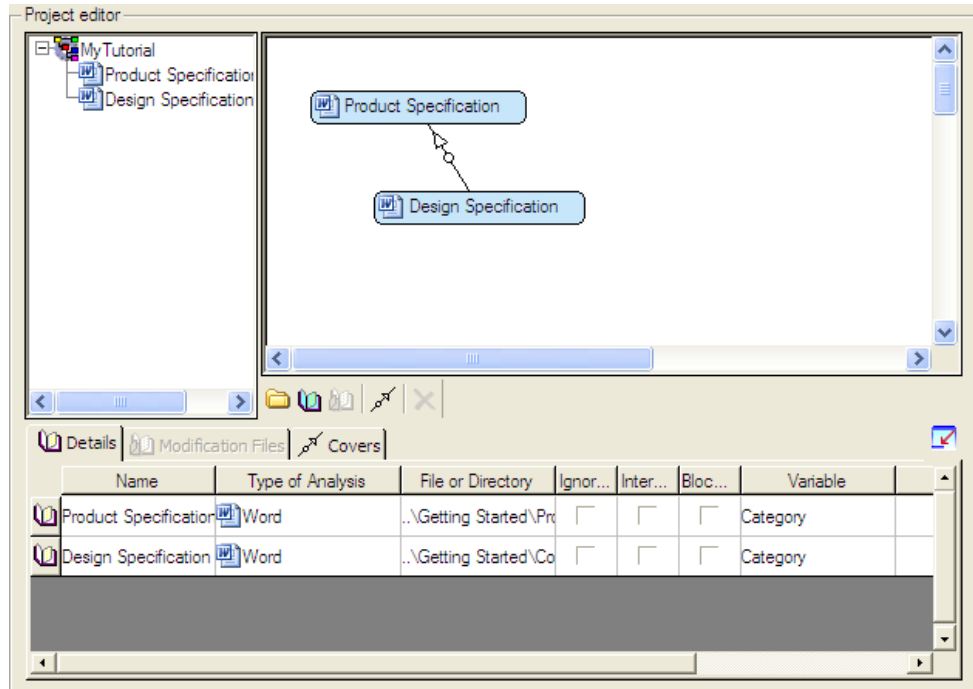 Project editor
MyTutorial
Product Specification
Design Specification
Product Specification
Design Specification
Details Modification Files Covers
Name Type of Analysis File or Directory Ignor... Inter... Bloc... Variable
Product Specification Word ..\Getting Started\Pro Category
Design Specification Word ..\Getting Started\Co Category